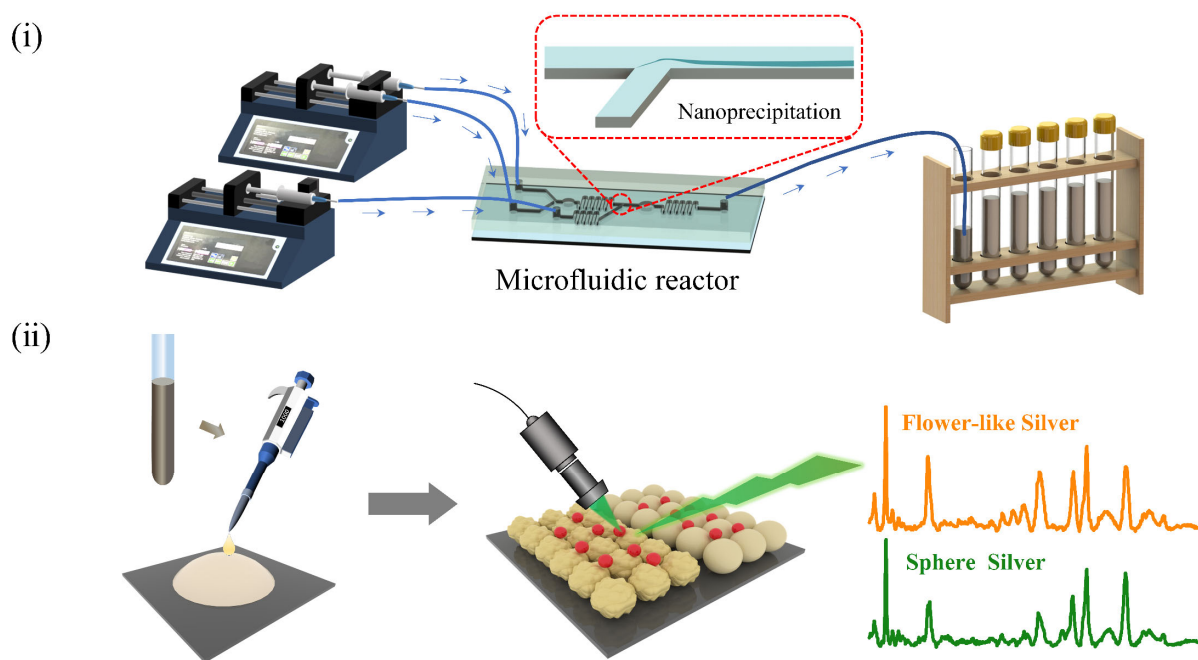 (i)
Nanoprecipitation
Microfluidic reactor
(ii)
Flower-like Silver
Sphere Silver